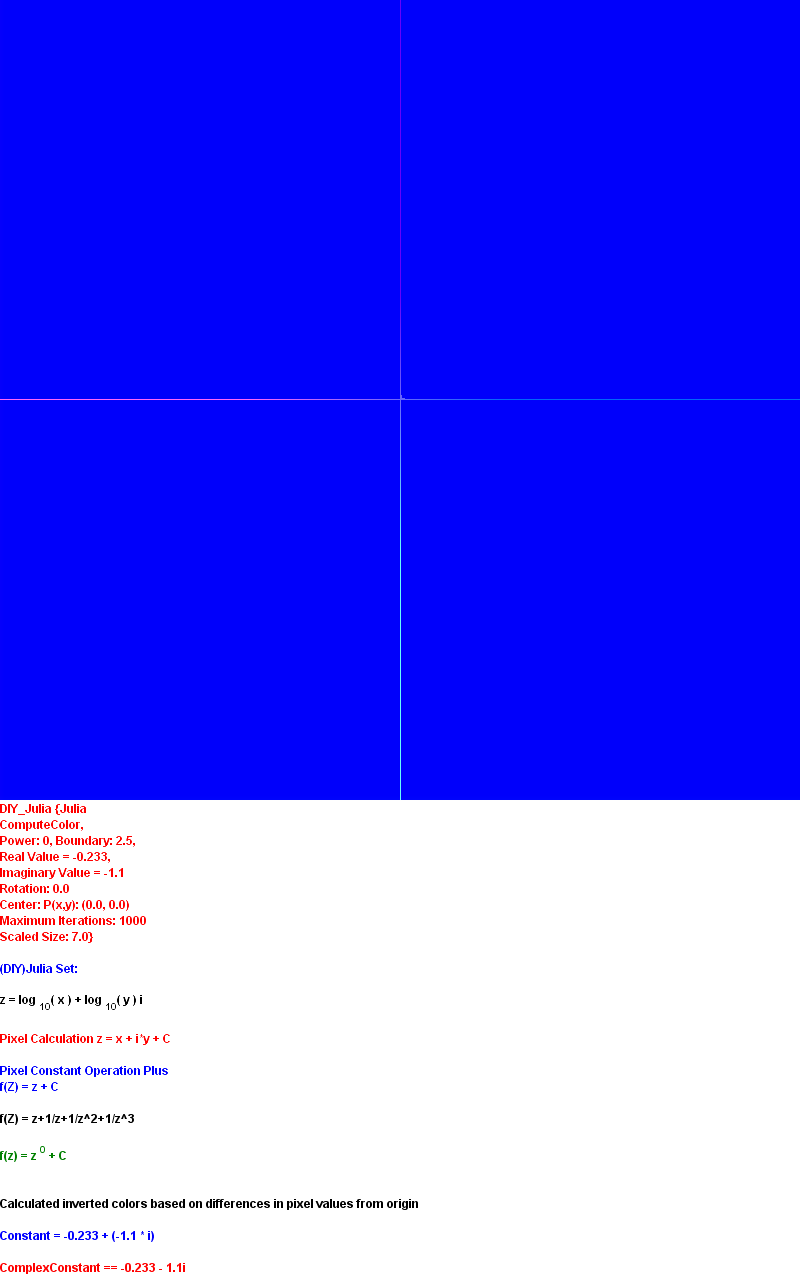 DIY_Julia {Julia
ComputeColor,
Power: 0, Boundary: 2.5,
Real Value = -0.233,
Imaginary Value = -1.1
Rotation: 0.0
Center: P(x,y): (0.0, 0.0)
Maximum Iterations: 1000
Scaled Size: 7.0}
(DIY)Julia Set:
z = log 10( x ) + log 10( y ) i
Pixel Calculation z = x + i*y + C
Pixel Constant Operation Plus
f(Z) = z + C
f(Z) = z+1/z+1/z^2+1/z^3
f(z) = z 0 + C
Calculated inverted colors based on differences in pixel values from origin
Constant = -0.233 + (-1.1 * i)
ComplexConstant == -0.233 - 1.1i